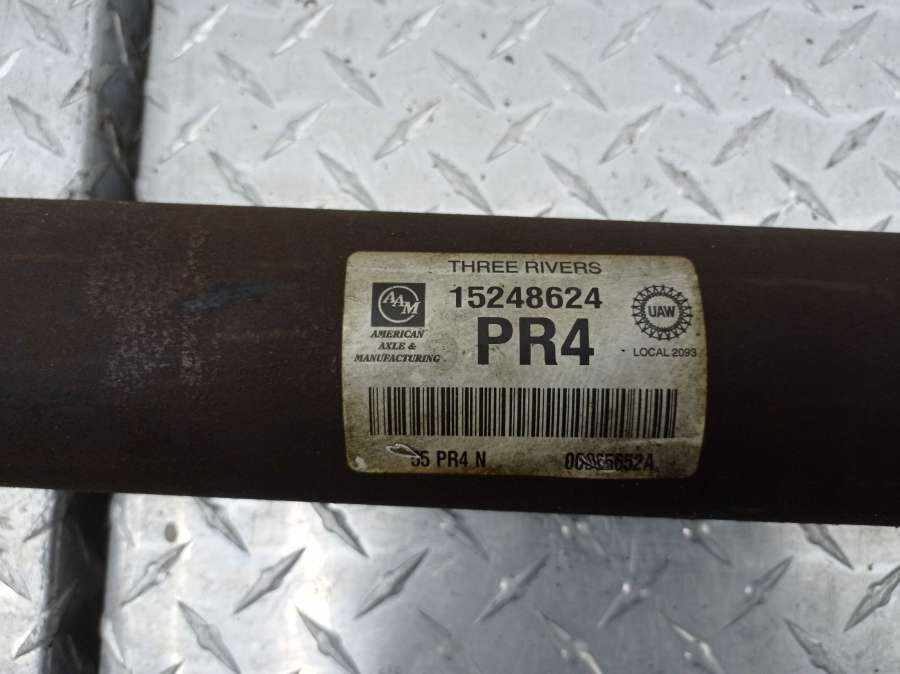 THREE RIVERS
15248624
PR4
AAM
AMERICAN
AXLE &
MANUFACTURING
UAW
LOCAL 2093
PR4 N